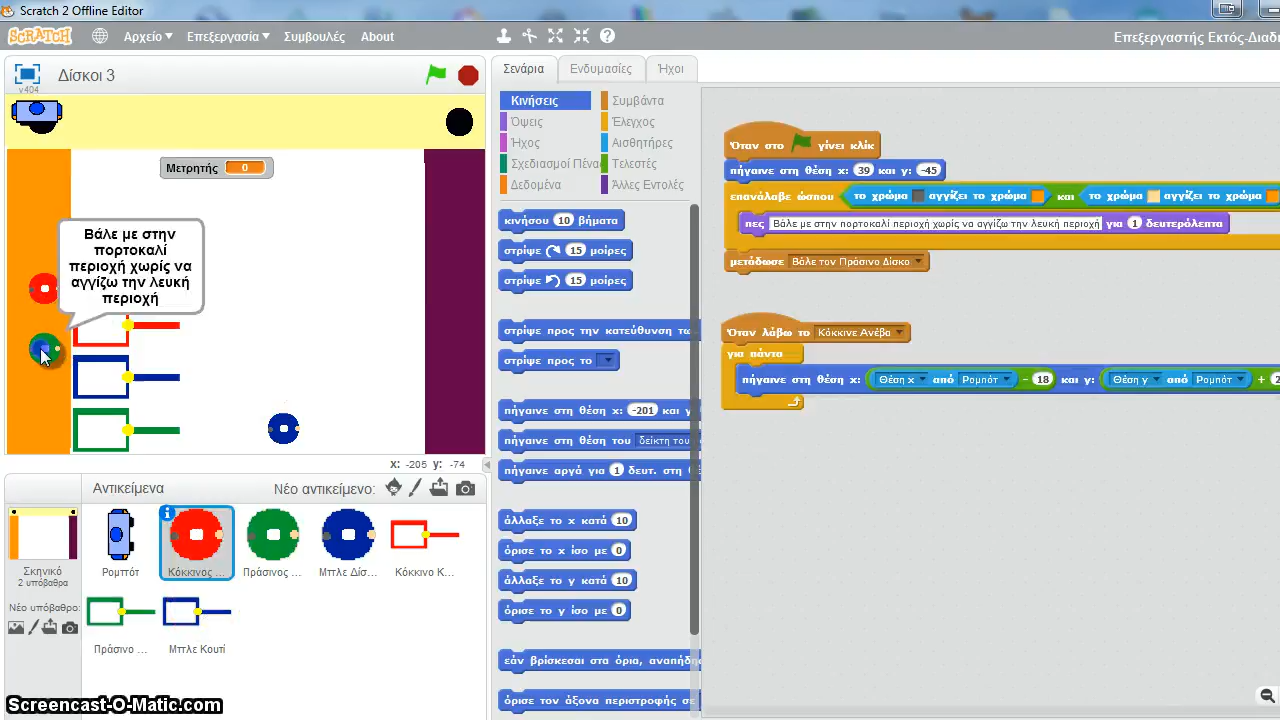 Scratch 2 Offline Editor
SCRATCH
Αρχείο
Επεξεργασία
Συμβουλές
About
Επεξεργαστής Εκτός-Διαδι
Δίσκοι 3
v404
Μετρητής 0
Βάλε με στην
πορτοκαλί
περιοχή χωρίς να
αγγίζω την λευκή
περιοχή
x: -205 y: -74
Αντικείμενα
Νέο αντικείμενο:
Σκηνικό
2 υπόβαθρα
Νέο υπόβαθρο:
Ρομπότ
Κόκκινος ...
Πράσινος ...
Μπλε Δίσ...
Κόκκινο Κ...
Πράσινο ...
Μπλε Κουτί
Screencast-O-Matic.com
Σενάρια
Ενδυμασίες
Ήχοι
Κινήσεις
Συμβάντα
Όψεις
Έλεγχος
Ήχος
Αισθητήρες
Σχεδιασμοί Πένας
Τελεστές
Δεδομένα
Άλλες Εντολές
κινήσου 10 βήματα
στρίψε 15 μοίρες
στρίψε 15 μοίρες
στρίψε προς την κατεύθυνση των
στρίψε προς το
πήγαινε στη θέση x: -201 και y
πήγαινε στη θέση του δείκτη του
πήγαινε αργά για 1 δευτ. στη θέ
άλλαξε το x κατά 10
όρισε το x ίσο με 0
άλλαξε το y κατά 10
όρισε το y ίσο με 0
εάν βρίσκεσαι στα όρια, αναπήδη
όρισε τον άξονα περιστροφής σε
Όταν στο γίνει κλικ
πήγαινε στη θέση x: 39 και y: -45
επανάλαβε ώσπου το χρώμα αγγίζει το χρώμα και το χρώμα αγγίζει το χρώμα
πες Βάλε με στην πορτοκαλί περιοχή χωρίς να αγγίζω την λευκή περιοχή για 1 δευτερόλεπτα
μετάδωσε Βάλε τον Πράσινο Δίσκο
Όταν λάβω το Κόκκινε Ανέβα
για πάντα
πήγαινε στη θέση x: Θέση x από Ρομπότ - 18 και y: Θέση y από Ρομπότ + 2